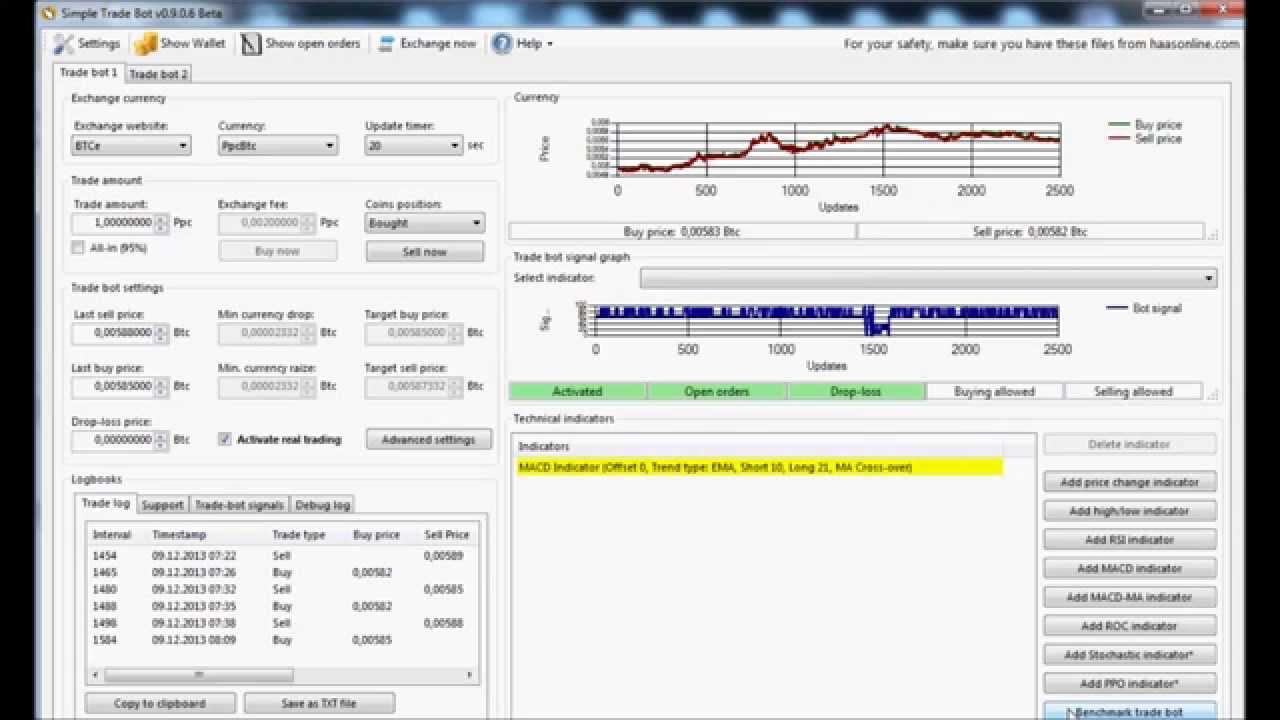 Simple Trade Bot v0.9.0.6 Beta
Settings Show Wallet Show open orders Exchange now Help For your safety, make sure you have these files from haasonline.com
Trade bot 1 Trade bot 2
Exchange currency
Exchange website: Currency: Update timer:
BTCe PpcBtc 20 sec
Trade amount
Trade amount: Exchange fee: Coins position:
1,00000000 Ppc 0,00200000 Ppc Bought
All-in (95%) Buy now Sell now
Trade bot settings
Last sell price: Min currency drop: Target buy price:
0,00588000 Btc 0,00002332 Btc 0,00585000 Btc
Last buy price: Min. currency raize: Target sell price:
0,00585000 Btc 0,00002332 Btc 0,00587332 Btc
Drop-loss price:
0,00000000 Btc Activate real trading Advanced settings
Logbooks
Trade log Support Trade-bot signals Debug log
Interval Timestamp Trade type Buy price Sell Price
1454 09.12.2013 07:22 Sell 0,00589
1465 09.12.2013 07:26 Buy 0,00582
1480 09.12.2013 07:32 Sell 0,00585
1488 09.12.2013 07:35 Buy 0,00582
1498 09.12.2013 07:38 Sell 0,00588
1584 09.12.2013 08:09 Buy 0,00585
Copy to clipboard Save as TXT file
Currency
Price
Buy price
Sell price
0 500 1000 1500 2000 2500
Updates
Buy price: 0,00583 Btc Sell price: 0,00582 Btc
Trade bot signal graph
Select indicator:
Sig...
Bot signal
0 500 1000 1500 2000 2500
Updates
Activated Open orders Drop-loss Buying allowed Selling allowed
Technical indicators
Indicators
MACD Indicator (Offset 0, Trend type: EMA, Short 10, Long 21, MA Cross-over)
Delete indicator
Add price change indicator
Add high/low indicator
Add RSI indicator
Add MACD indicator
Add MACD-MA indicator
Add ROC indicator
Add Stochastic indicator*
Add PPO indicator*
Benchmark trade bot